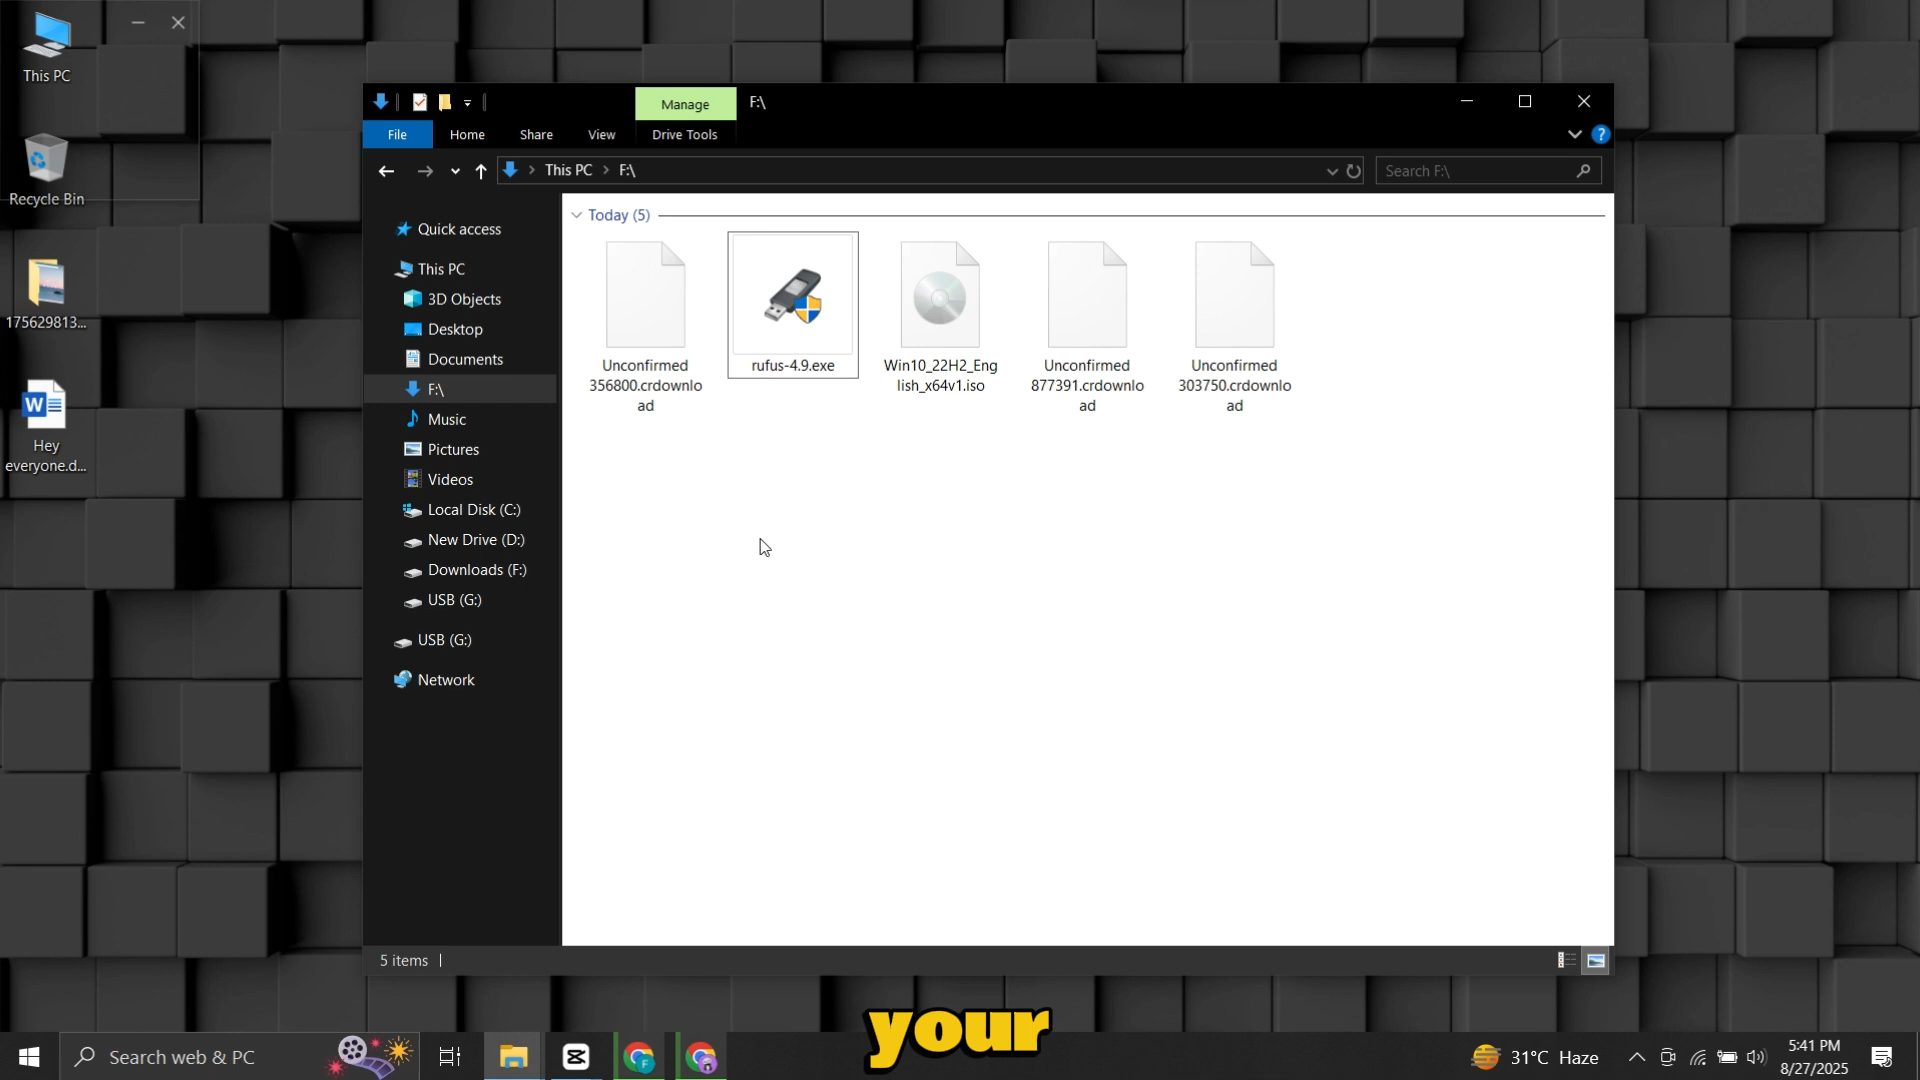 This PC
Recycle Bin
175629813...
Hey
everyone.d...
Manage
F:\
File
Home
Share
View
Drive Tools
?
This PC
F:\
Search F:\
Quick access
This PC
3D Objects
Desktop
Documents
F:\
Music
Pictures
Videos
Local Disk (C:)
New Drive (D:)
Downloads (F:)
USB (G:)
USB (G:)
Network
Today (5)
Unconfirmed
356800.crdownlo
ad
rufus-4.9.exe
Win10_22H2_Eng
lish_x64v1.iso
Unconfirmed
877391.crdownlo
ad
Unconfirmed
303750.crdownlo
ad
5 items
your
Search web & PC
31°C Haze
5:41 PM
8/27/2025